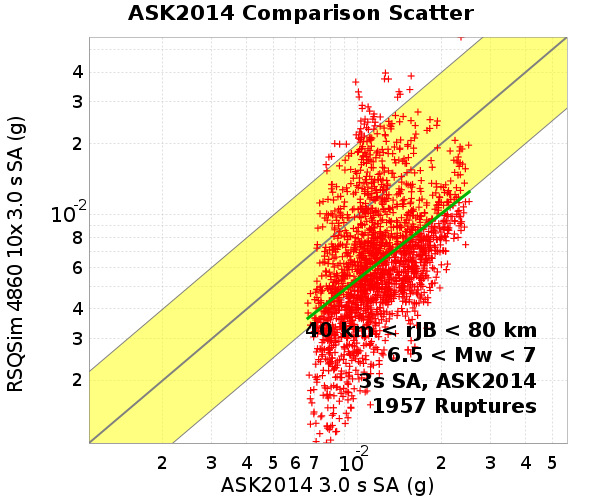 ASK2014 Comparison Scatter
RSQSim 4860 10x 3.0 s SA (g)
4
3
2
10-2
8
6
4
3
2
40 km < rJB < 80 km
6.5 < Mw < 7
3s SA, ASK2014
1957 Ruptures
2 3 4 5 6 7 10-2 2 3 4 5
ASK2014 3.0 s SA (g)